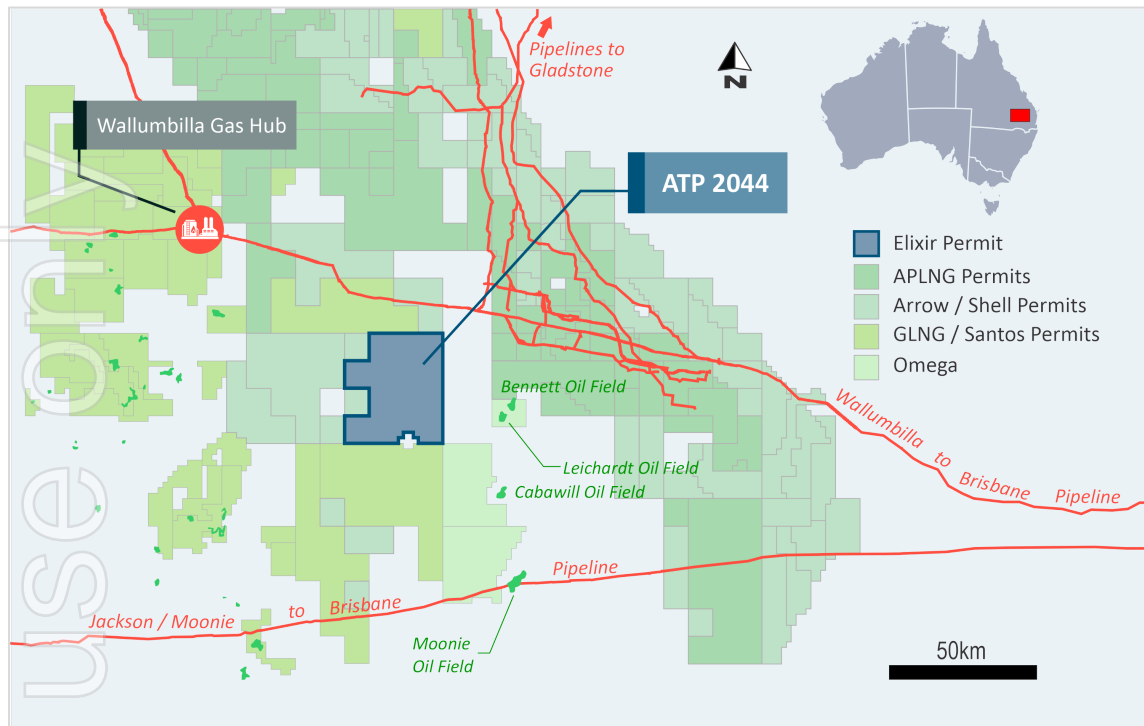 Pipelines to
Gladstone
N
Wallumbilla Gas Hub
ATP 2044
Elixir Permit
APLNG Permits
Arrow / Shell Permits
GLNG / Santos Permits
Omega
Bennett Oil Field
Leichardt Oil Field
Cabawill Oil Field
Wallumbilla to Brisbane Pipeline
Jackson / Moonie to Brisbane Pipeline
Moonie
Oil Field
50km
use only